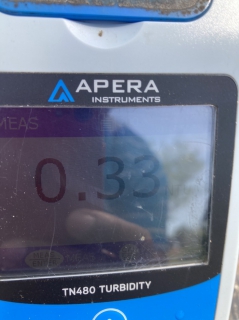 APERA
INSTRUMENTS
MEAS
0.33
TN480 TURBIDITY